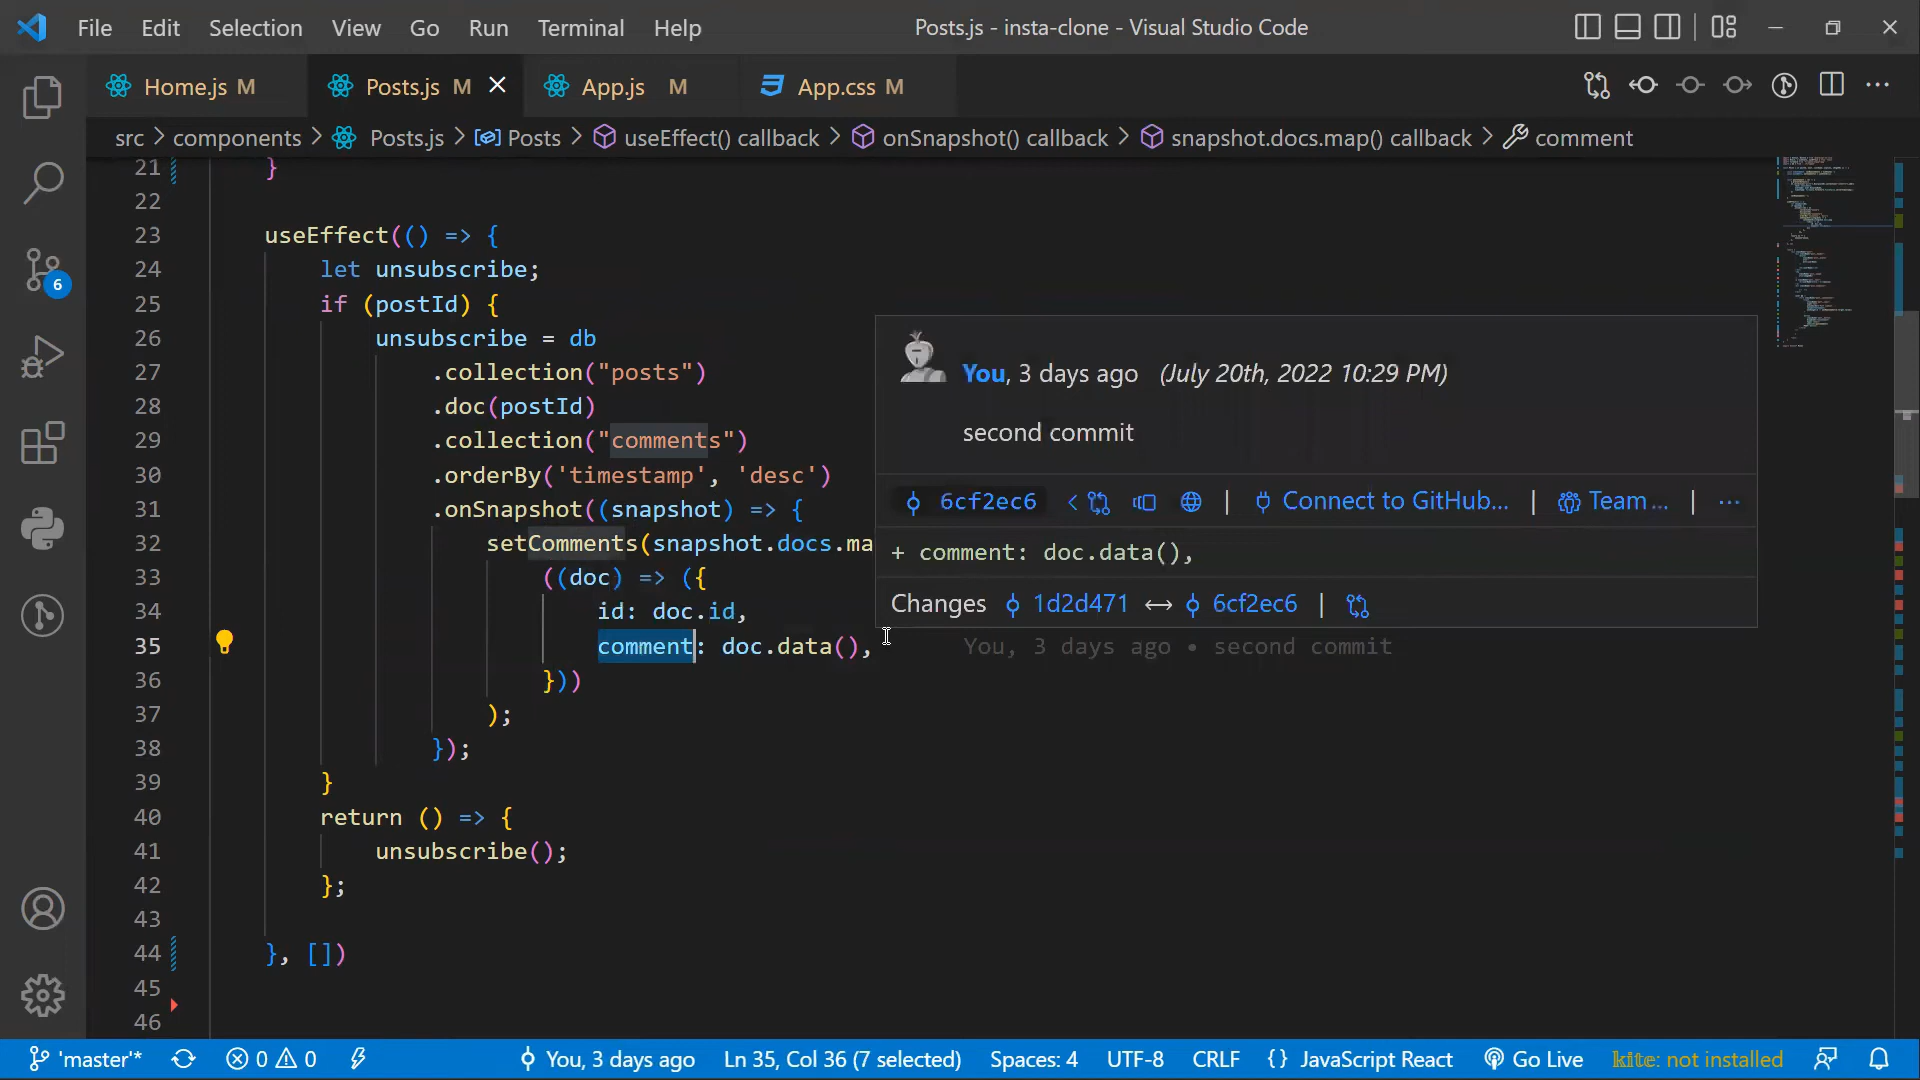 File Edit Selection View Go Run Terminal Help Posts.js - insta-clone - Visual Studio Code
Home.js M Posts.js M App.js M App.css M
src > components > Posts.js > Posts > useEffect() callback > onSnapshot() callback > snapshot.docs.map() callback > comment
21 }
22
23 useEffect(() => {
24 let unsubscribe;
25 if (postId) {
26 unsubscribe = db
27 .collection("posts")
28 .doc(postId)
29 .collection("comments")
30 .orderBy('timestamp', 'desc')
31 .onSnapshot((snapshot) => {
32 setComments(snapshot.docs.ma
33 ((doc) => ({
34 id: doc.id,
35 comment: doc.data(), You, 3 days ago • second commit
36 }))
37 );
38 });
39 }
40 return () => {
41 unsubscribe();
42 };
43
44 }, [])
45
46
You, 3 days ago (July 20th, 2022 10:29 PM)
second commit
6cf2ec6 | Connect to GitHub... | Team... | ...
+ comment: doc.data(),
Changes 1d2d471 ↔ 6cf2ec6 |
6
'master'* 0 0 You, 3 days ago Ln 35, Col 36 (7 selected) Spaces: 4 UTF-8 CRLF {} JavaScript React Go Live kite: not installed